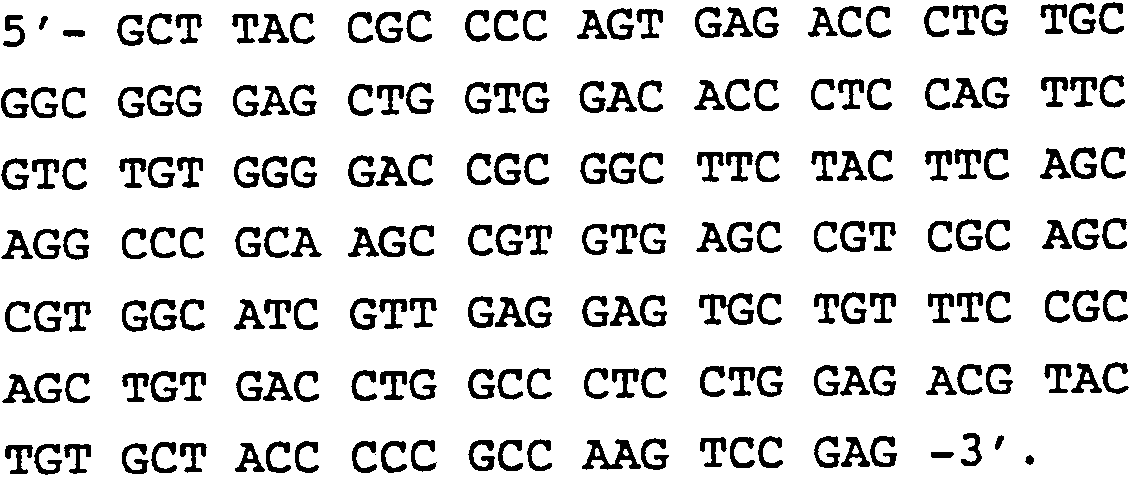 5′- GCT TAC CGC CCC AGT GAG ACC CTG TGC
GGC GGG GAG CTG GTG GAC ACC CTC CAG TTC
GTC TGT GGG GAC CGC GGC TTC TAC TTC AGC
AGG CCC GCA AGC CGT GTG AGC CGT CGC AGC
CGT GGC ATC GTT GAG GAG TGC TGT TTC CGC
AGC TGT GAC CTG GCC CTC CTG GAG ACG TAC
TGT GCT ACC CCC GCC AAG TCC GAG -3′.